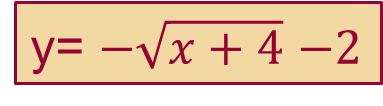 y= −√(x + 4) −2